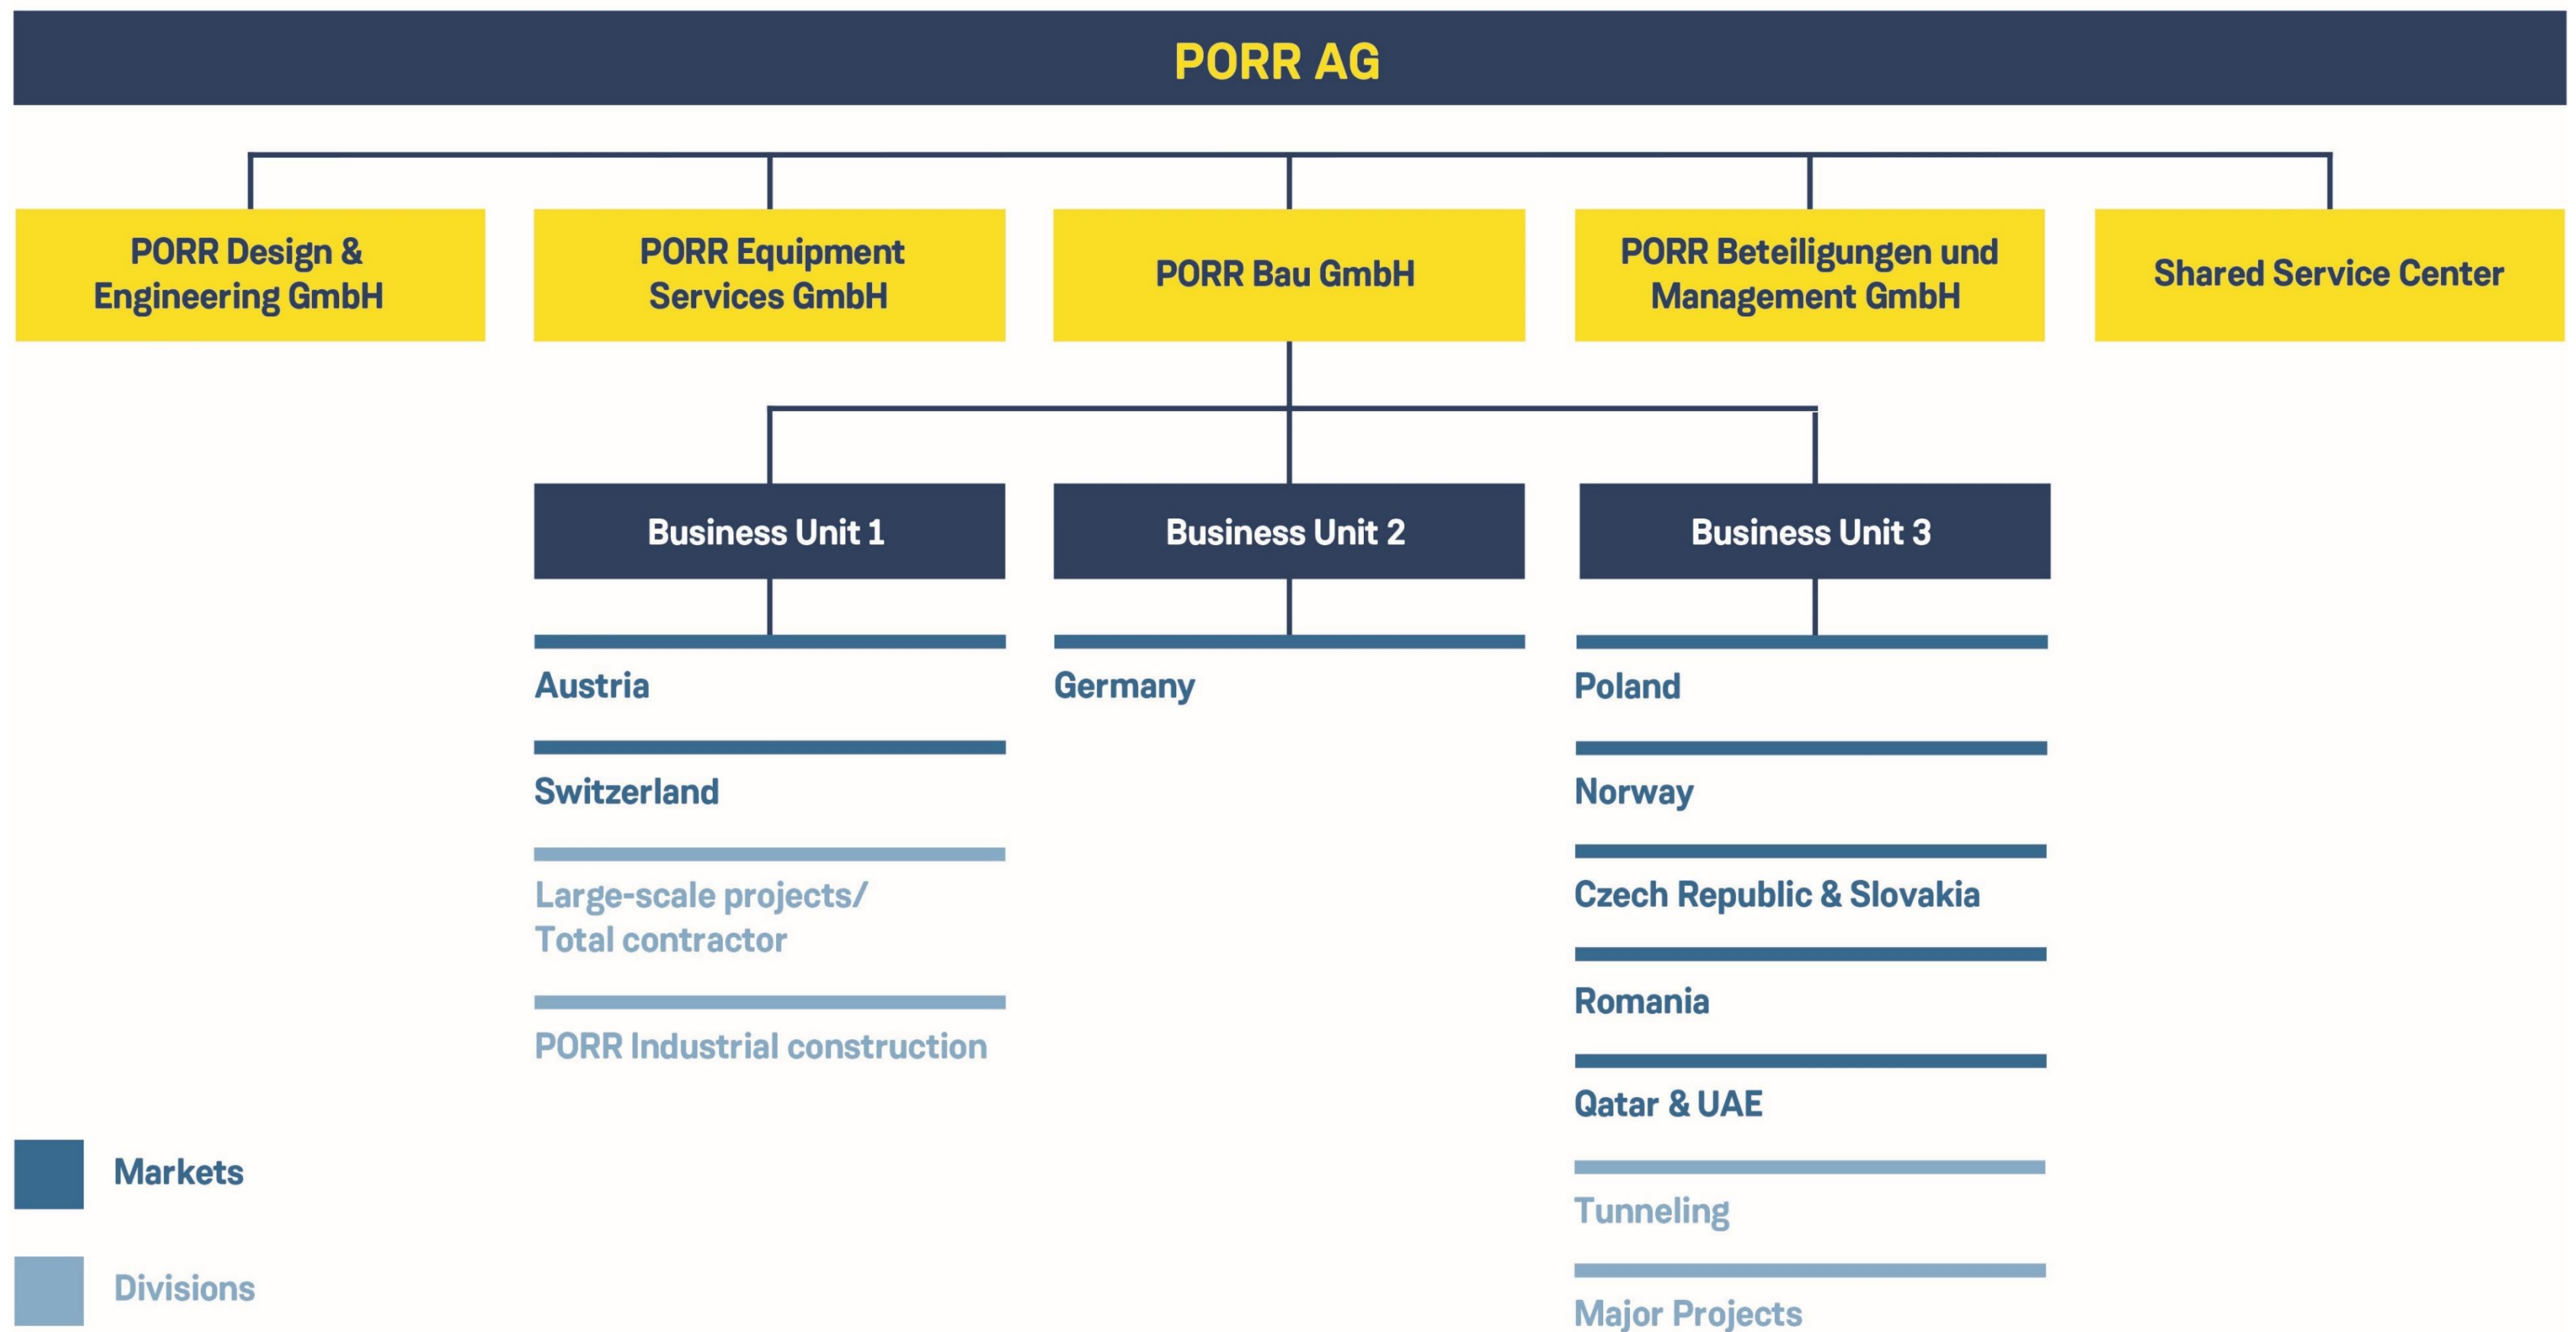 PORR AG
PORR Design &
Engineering GmbH
PORR Equipment
Services GmbH
PORR Bau GmbH
PORR Beteiligungen und
Management GmbH
Shared Service Center
Business Unit 1
Business Unit 2
Business Unit 3
Austria
Switzerland
Large-scale projects/
Total contractor
PORR Industrial construction
Germany
Poland
Norway
Czech Republic & Slovakia
Romania
Qatar & UAE
Tunneling
Major Projects
Markets
Divisions